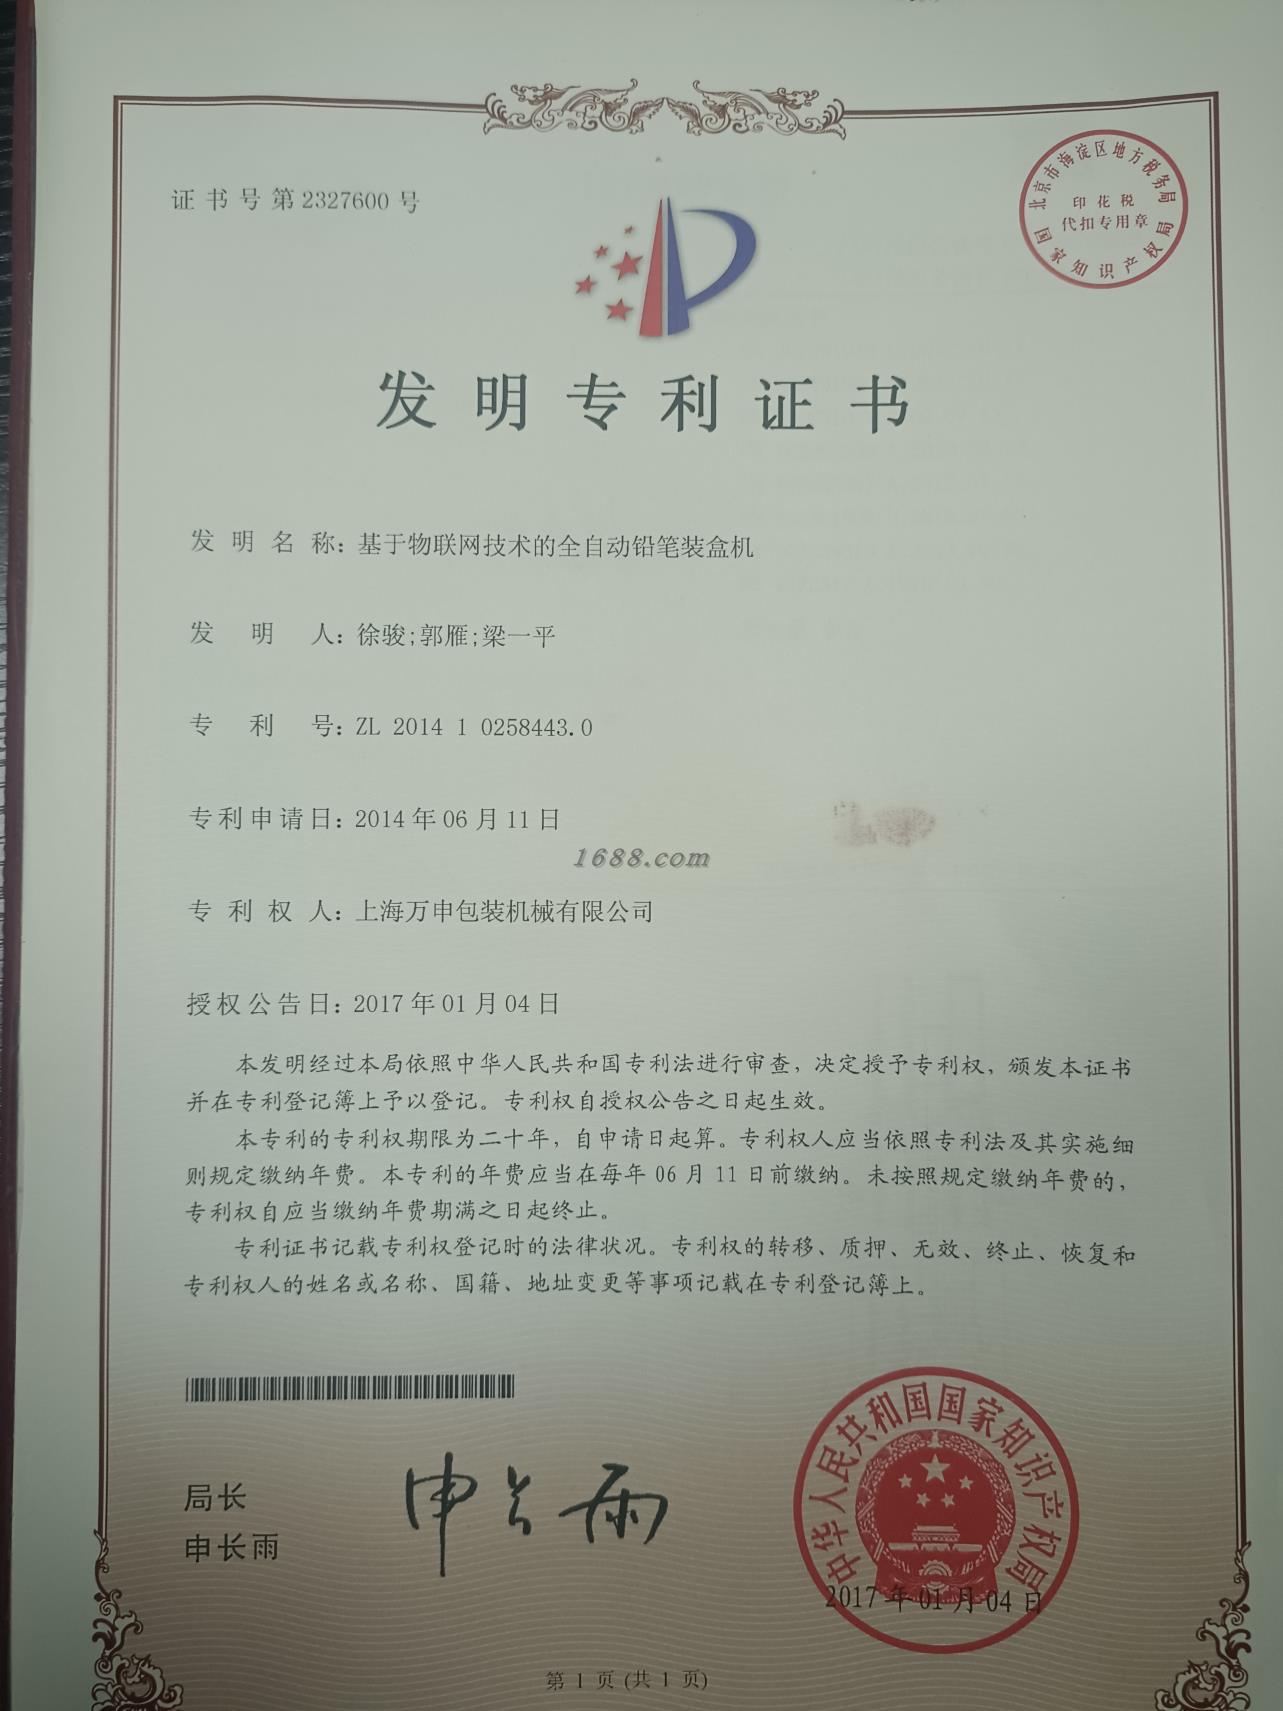 证书号第2327600号
北京市海淀区地方税务局
印花税
代扣专用章
国家知识产权局
发明专利证书
发明名称：基于物联网技术的全自动铅笔装盒机
发明人：徐骏;郭雁;梁一平
专利号：ZL 2014 1 0258443.0
专利申请日：2014年06月11日
1688.com
专利权人：上海万申包装机械有限公司
授权公告日：2017年01月04日
本发明经过本局依照中华人民共和国专利法进行审查，决定授予专利权，颁发本证书
并在专利登记簿上予以登记。专利权自授权公告之日起生效。
本专利的专利权期限为二十年，自申请日起算。专利权人应当依照专利法及其实施细
则规定缴纳年费。本专利的年费应当在每年06月11日前缴纳。未按照规定缴纳年费的，
专利权自应当缴纳年费期满之日起终止。
专利证书记载专利权登记时的法律状况。专利权的转移、质押、无效、终止、恢复和
专利权人的姓名或名称、国籍、地址变更等事项记载在专利登记簿上。
局长
申长雨
申长雨
中华人民共和国国家知识产权局
2017年01月04日
第1页(共1页)